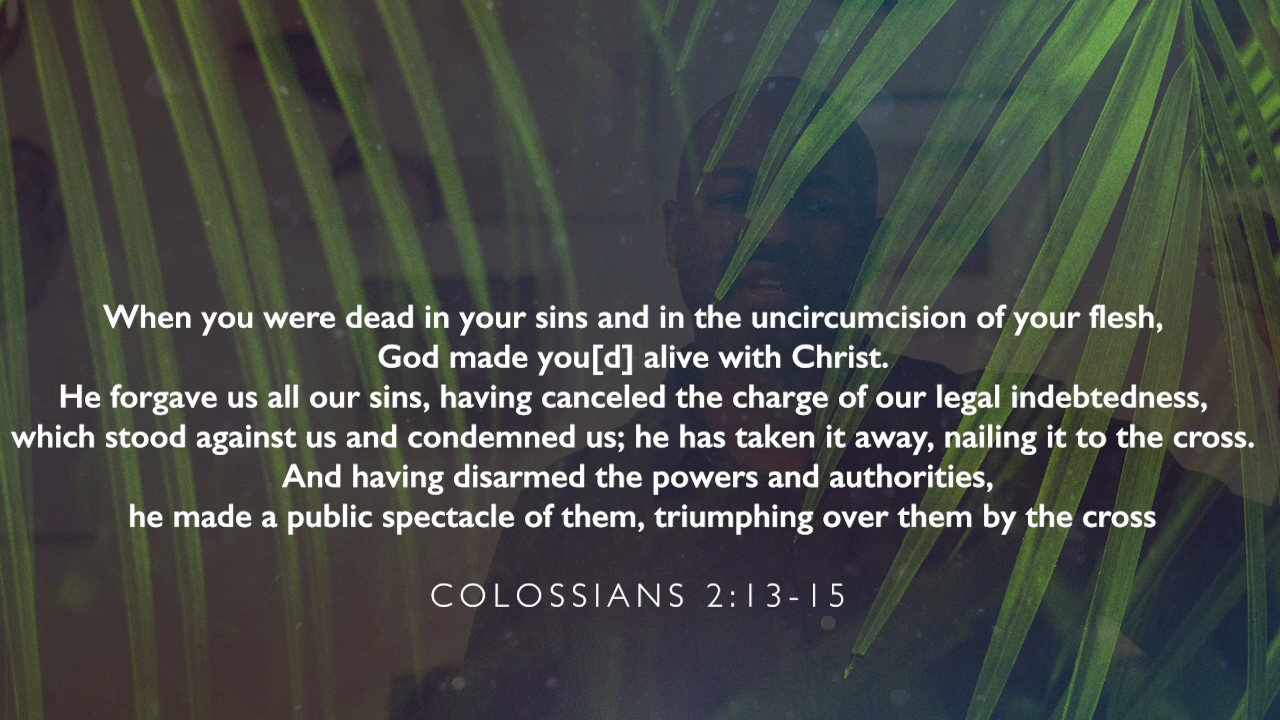 When you were dead in your sins and in the uncircumcision of your flesh,
God made you[d] alive with Christ.
He forgave us all our sins, having canceled the charge of our legal indebtedness,
which stood against us and condemned us; he has taken it away, nailing it to the cross.
And having disarmed the powers and authorities,
he made a public spectacle of them, triumphing over them by the cross
COLOSSIANS 2:13-15